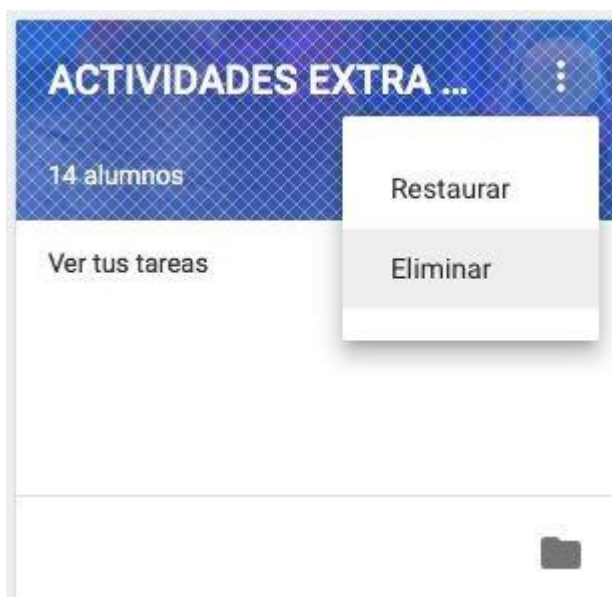 ACTIVIDADES EXTRA ...
14 alumnos
Restaurar
Ver tus tareas
Eliminar